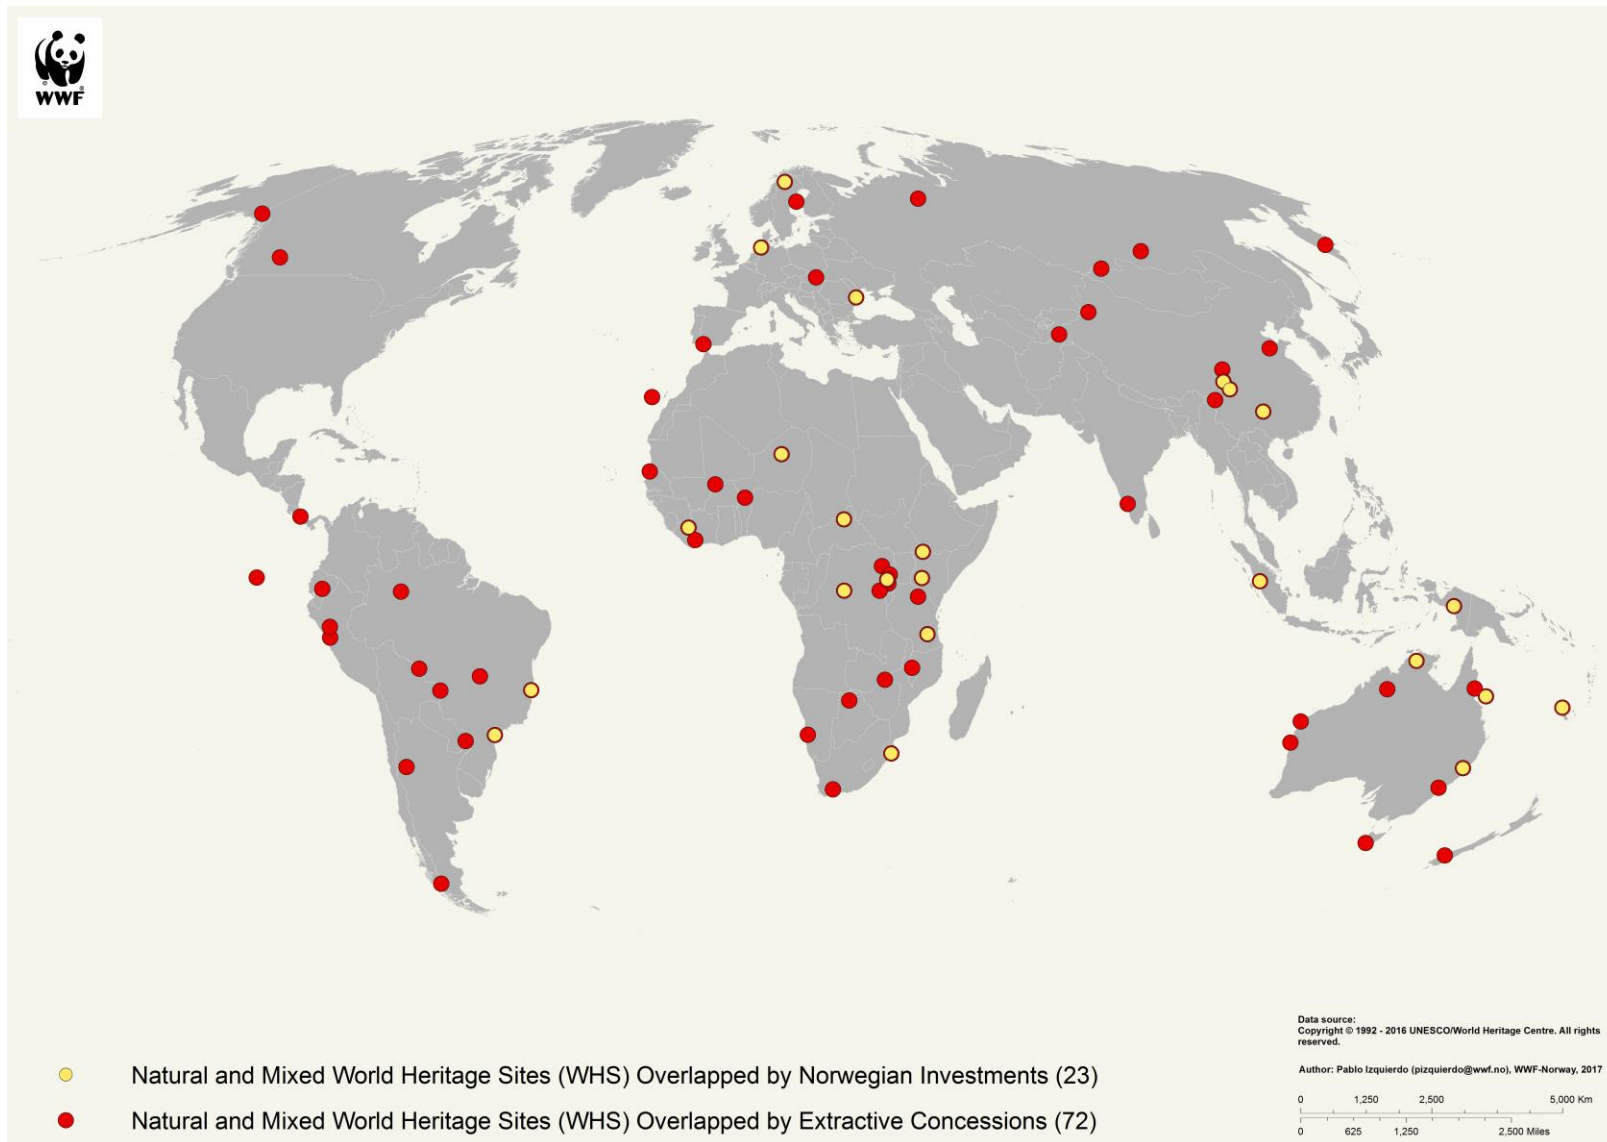 WWF
Natural and Mixed World Heritage Sites (WHS) Overlapped by Norwegian Investments (23)
Natural and Mixed World Heritage Sites (WHS) Overlapped by Extractive Concessions (72)
Data source:
Copyright © 1992 - 2016 UNESCO/World Heritage Centre. All rights
reserved.
Author: Pablo Izquierdo (pizquierdo@wwf.no), WWF-Norway, 2017
0 1,250 2,500 5,000 Km
0 625 1,250 2,500 Miles